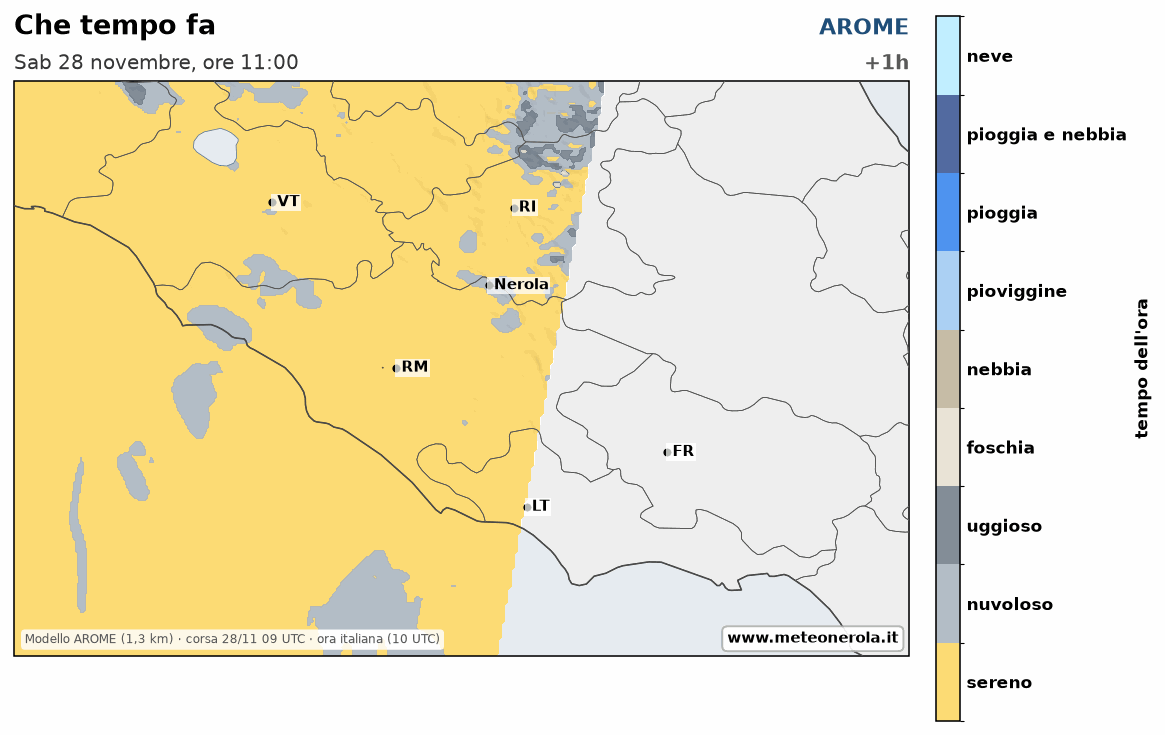 Che tempo fa
AROME
Sab 28 novembre, ore 11:00
+1h
VT
RI
Nerola
RM
FR
LT
Modello AROME (1,3 km) · corsa 28/11 09 UTC · ora italiana (10 UTC)
www.meteonerola.it
neve
pioggia e nebbia
pioggia
pioviggine
nebbia
foschia
uggioso
nuvoloso
sereno
tempo dell'ora